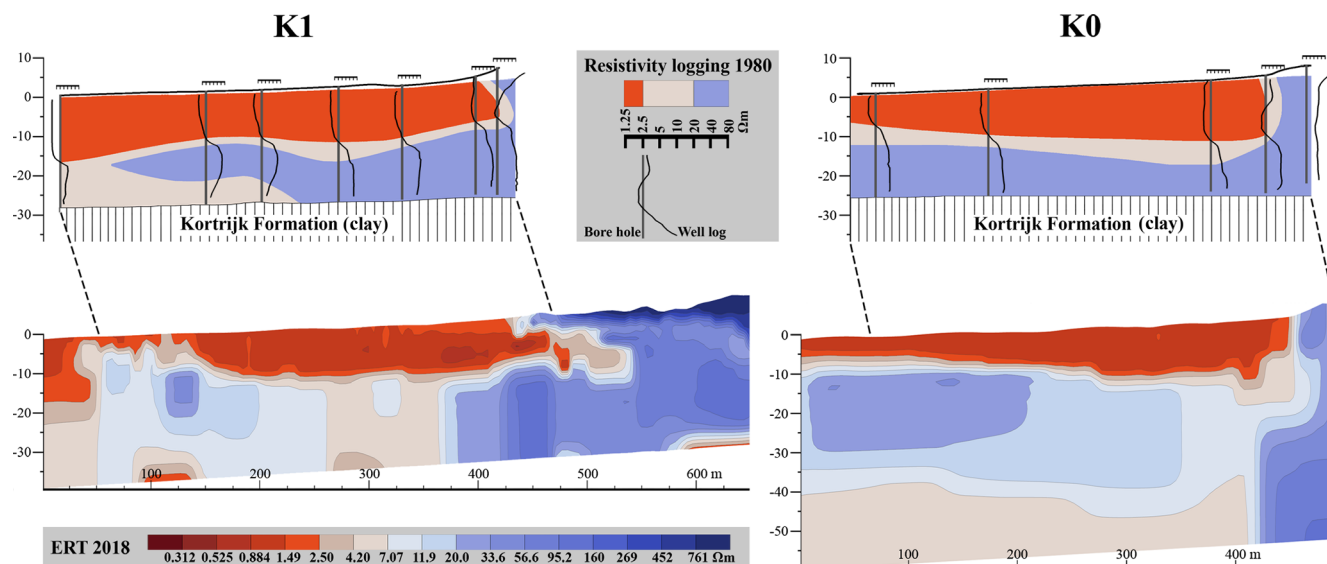 K1
K0
10
0
-10
-20
-30
Kortrijk Formation (clay)
Resistivity logging 1980
1.25
2.5
5
10
20
40
80
Ωm
Bore hole
Well log
10
0
-10
-20
-30
Kortrijk Formation (clay)
0
-10
-20
-30
100
200
300
400
500
600 m
0
-10
-20
-30
-40
-50
100
200
300
400 m
ERT 2018
0.312 0.525 0.884 1.49 2.50 4.20 7.07 11.9 20.0 33.6 56.6 95.2 160 269 452 761 Ωm